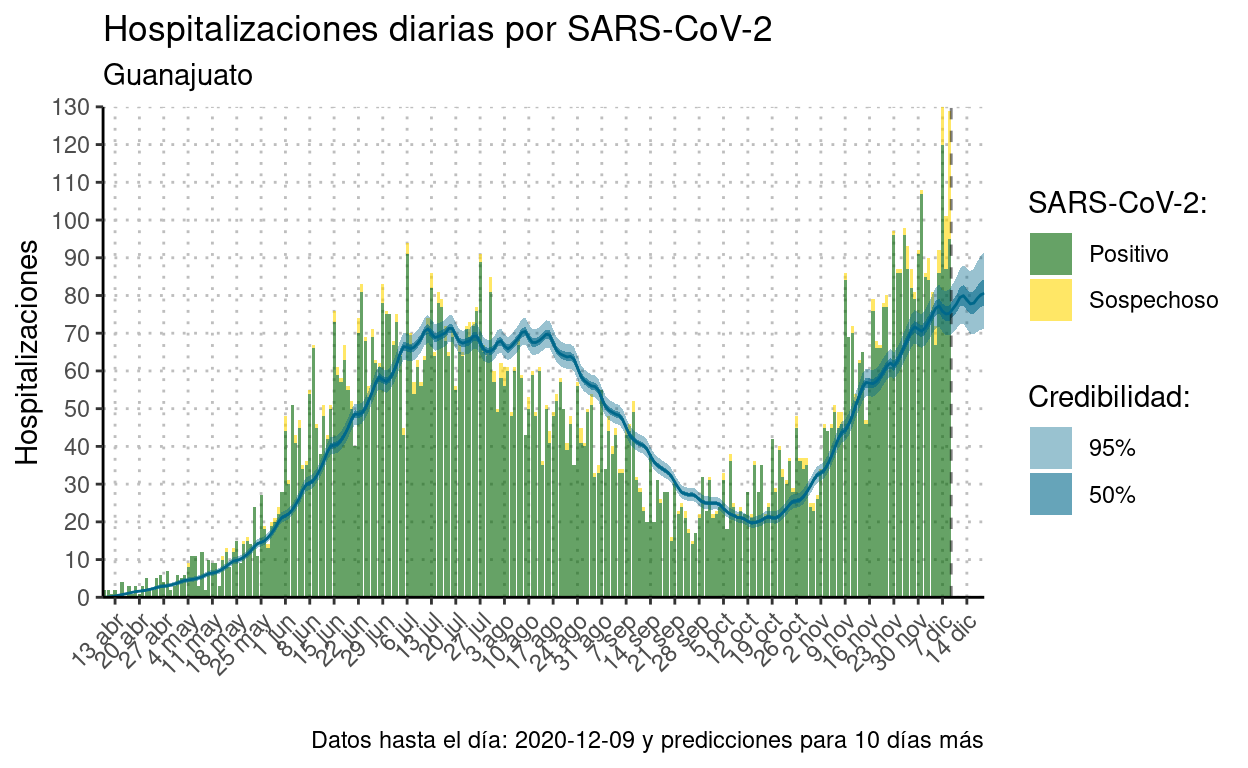 Hospitalizaciones diarias por SARS-CoV-2
Guanajuato
Hospitalizaciones
130
120
110
100
90
80
70
60
50
40
30
20
10
0
13 abr
20 abr
27 abr
4 may
11 may
18 may
25 may
1 jun
8 jun
15 jun
22 jun
29 jun
6 jul
13 jul
20 jul
27 jul
3 ago
10 ago
17 ago
24 ago
31 ago
7 sep
14 sep
21 sep
28 sep
5 oct
12 oct
19 oct
26 oct
2 nov
9 nov
16 nov
23 nov
30 nov
7 dic
14 dic
SARS-CoV-2:
Positivo
Sospechoso
Credibilidad:
95%
50%
Datos hasta el día: 2020-12-09 y predicciones para 10 días más